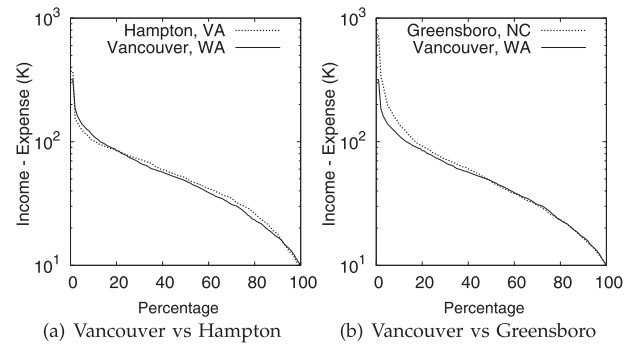 10³
Hampton, VA
Vancouver, WA
10²
10¹
Income - Expense (K)
0 20 40 60 80 100
Percentage
(a) Vancouver vs Hampton
10³
Greensboro, NC
Vancouver, WA
10²
10¹
Income - Expense (K)
0 20 40 60 80 100
Percentage
(b) Vancouver vs Greensboro